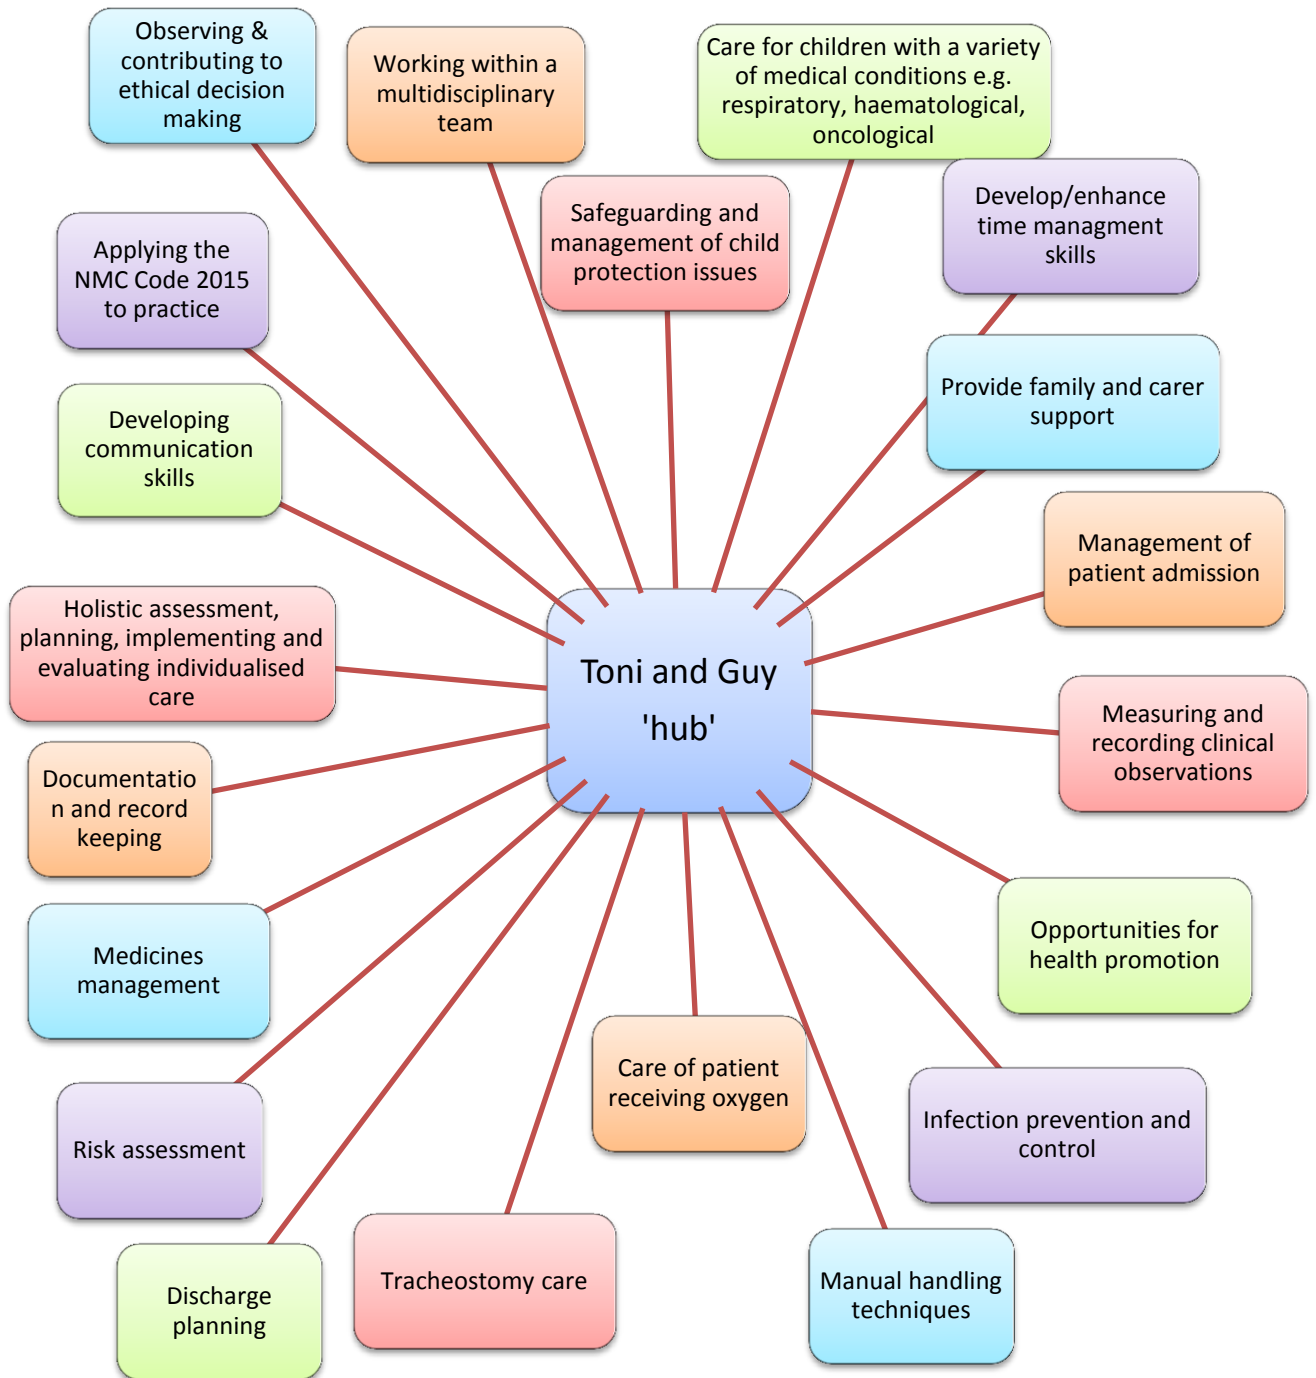 Observing &
contributing to
ethical decision
making
Working within a
multidisciplinary
team
Care for children with a variety
of medical conditions e.g.
respiratory, haematological,
oncological
Safeguarding and
management of child
protection issues
Develop/enhance
time managment
skills
Applying the
NMC Code 2015
to practice
Provide family and carer
support
Developing
communication
skills
Management of
patient admission
Holistic assessment,
planning, implementing and
evaluating individualised
care
Toni and Guy
'hub'
Measuring and
recording clinical
observations
Documentatio
n and record
keeping
Medicines
management
Opportunities for
health promotion
Care of patient
receiving oxygen
Infection prevention and
control
Risk assessment
Tracheostomy care
Manual handling
techniques
Discharge
planning